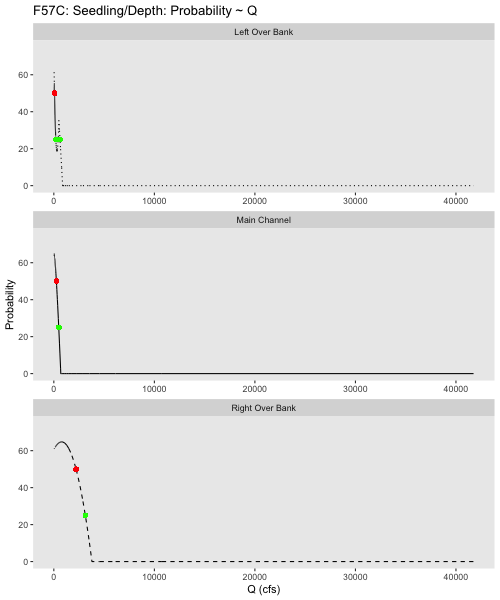 F57C: Seedling/Depth: Probability ~ Q
Left Over Bank
60
40
20
0
0 10000 20000 30000 40000
Main Channel
60
40
20
0
0 10000 20000 30000 40000
Probability
Right Over Bank
60
40
20
0
0 10000 20000 30000 40000
Q (cfs)